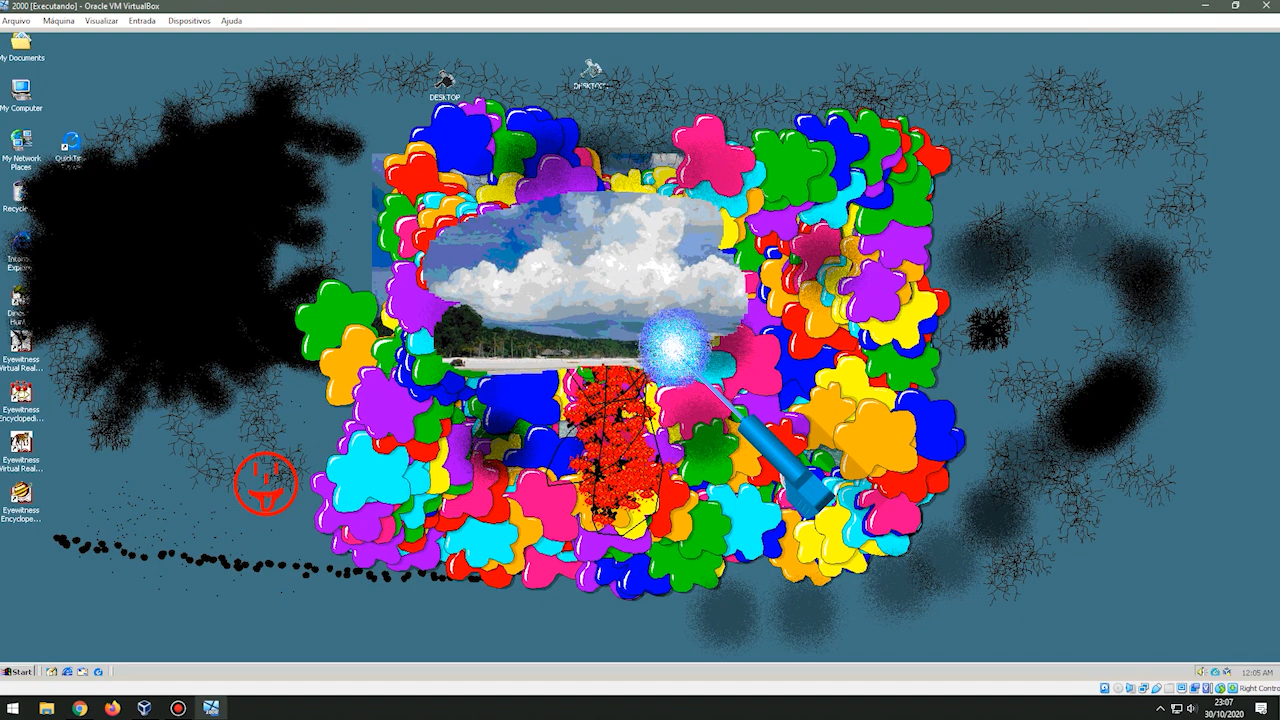 2000 [Executando] - Oracle VM VirtualBox
Arquivo Máquina Visualizar Entrada Dispositivos Ajuda
My Documents
My Computer
My Network
Places
DESKTOP
Eyewitness
Virtual Real...
Eyewitness
Encyclopedi...
Eyewitness
Virtual Real...
Eyewitness
Encyclope...
Start
12:05 AM
Right Contro
23:07
30/10/2020